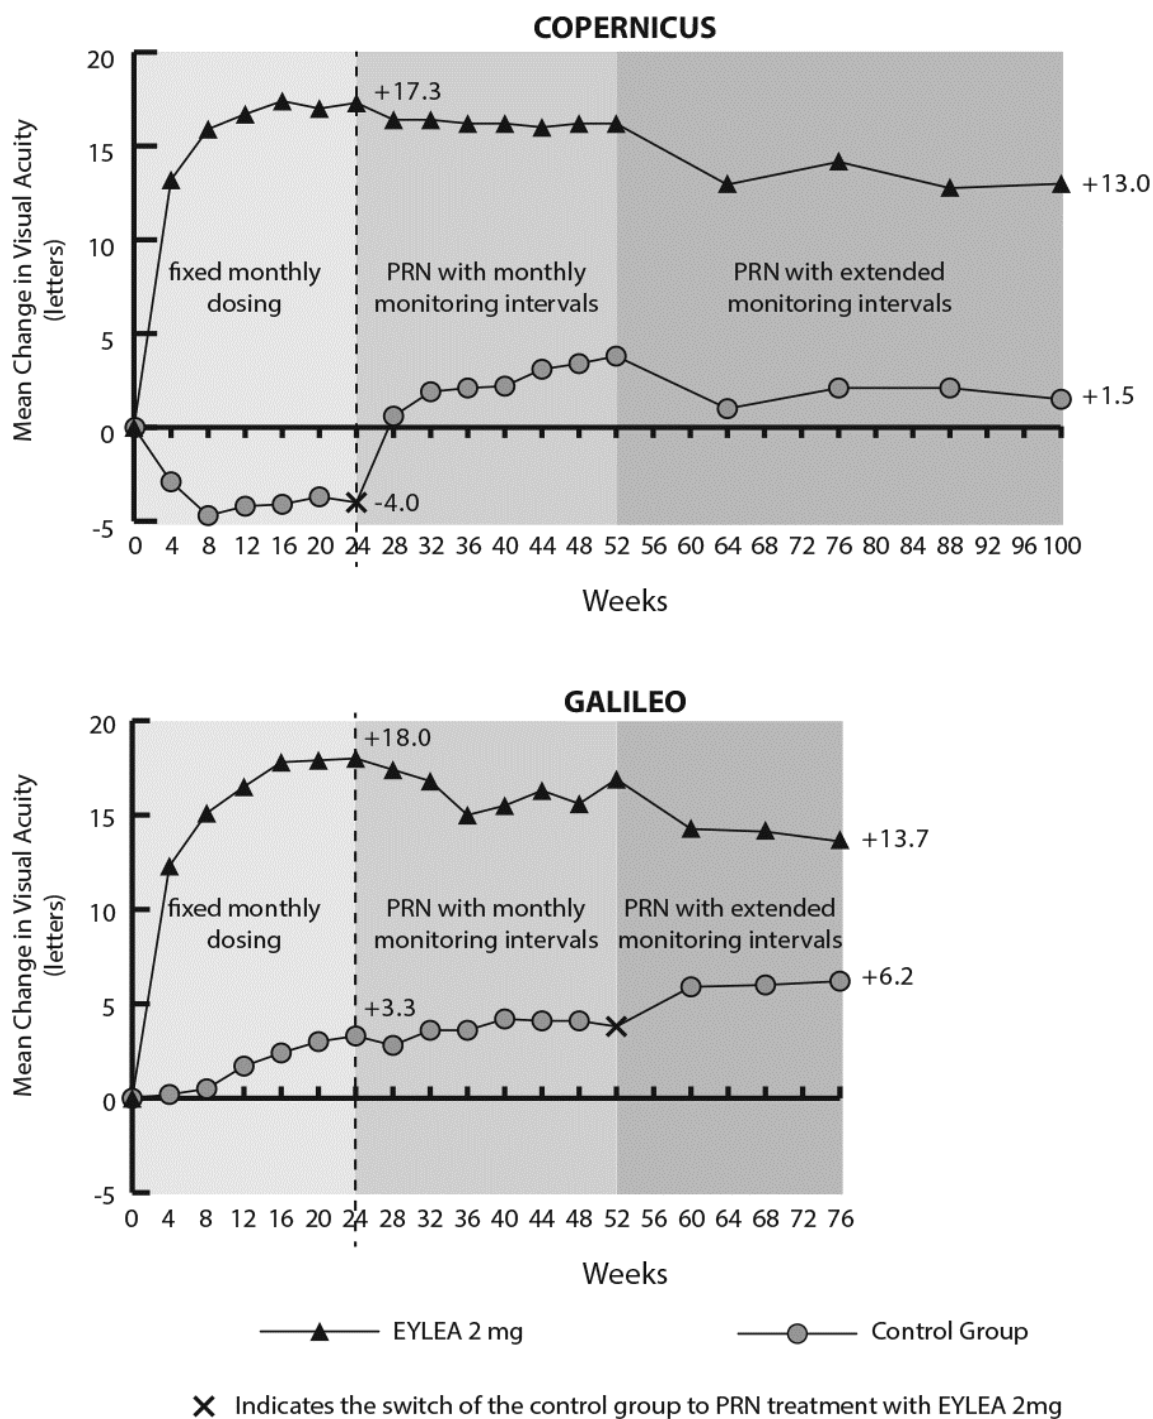 COPERNICUS
Mean Change in Visual Acuity
(letters)
20
15
10
5
0
-5
+17.3
+13.0
fixed monthly
dosing
PRN with monthly
monitoring intervals
PRN with extended
monitoring intervals
+1.5
-4.0
0 4 8 12 16 20 24 28 32 36 40 44 48 52 56 60 64 68 72 76 80 84 88 92 96 100
Weeks
GALILEO
Mean Change in Visual Acuity
(letters)
20
15
10
5
0
-5
+18.0
+13.7
fixed monthly
dosing
PRN with monthly
monitoring intervals
PRN with extended
monitoring intervals
+6.2
+3.3
0 4 8 12 16 20 24 28 32 36 40 44 48 52 56 60 64 68 72 76
Weeks
EYLEA 2 mg
Control Group
Indicates the switch of the control group to PRN treatment with EYLEA 2mg